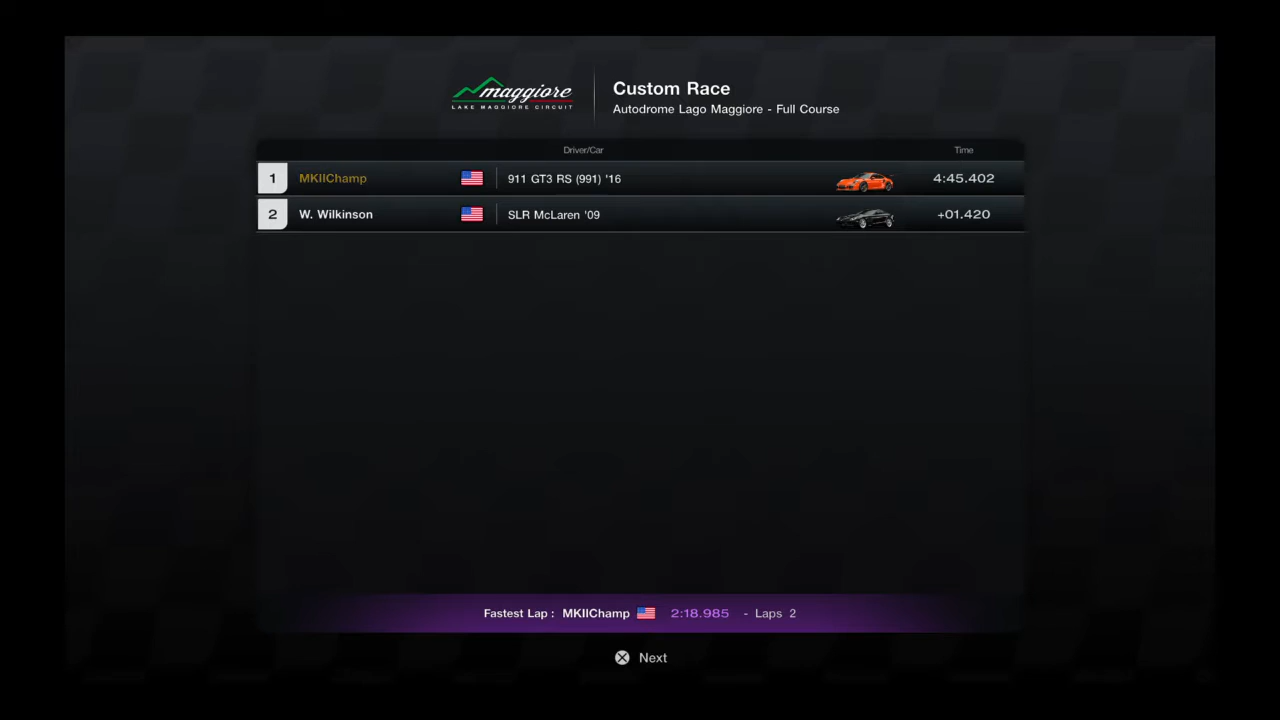 maggiore
LAKE MAGGIORE CIRCUIT
Custom Race
Autodrome Lago Maggiore - Full Course
Driver/Car Time
1 MKIIChamp 911 GT3 RS (991) '16 4:45.402
2 W. Wilkinson SLR McLaren '09 +01.420
Fastest Lap : MKIIChamp 2:18.985 - Laps 2
Next